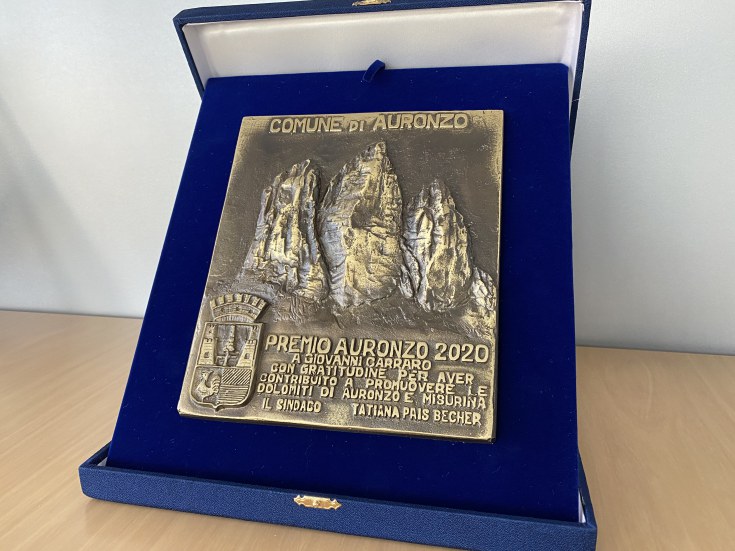 COMUNE di AURONZO
PREMIO AURONZO 2020
A GIOVANNI CARRARO
CON GRATITUDINE PER AVER
CONTRIBUITO A PROMUOVERE LE
DOLOMITI DI AURONZO E MISURINA
IL SINDACO TATIANA PAIS BECHER